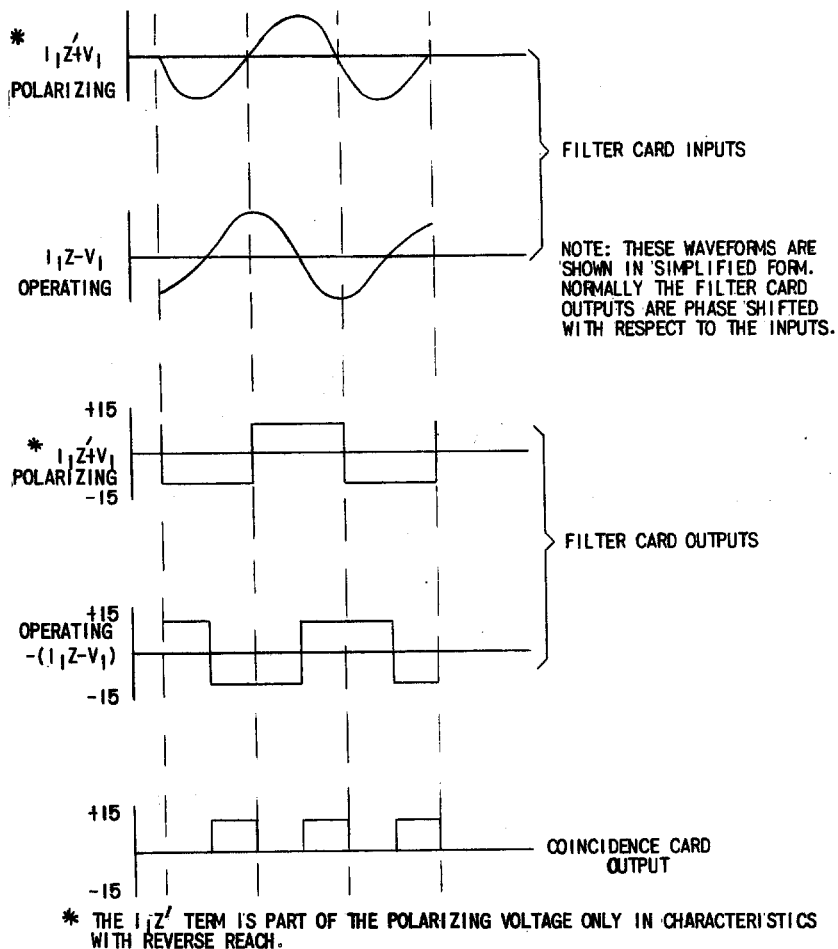 *
I₁Z′+V₁
POLARIZING
FILTER CARD INPUTS
I₁Z-V₁
OPERATING
NOTE: THESE WAVEFORMS ARE
SHOWN IN SIMPLIFIED FORM.
NORMALLY THE FILTER CARD
OUTPUTS ARE PHASE SHIFTED
WITH RESPECT TO THE INPUTS.
+15
* I₁Z′+V₁
POLARIZING
-15
FILTER CARD OUTPUTS
+15
OPERATING
-(I₁Z-V₁)
-15
+15
COINCIDENCE CARD
OUTPUT
-15
* THE I₁Z′ TERM IS PART OF THE POLARIZING VOLTAGE ONLY IN CHARACTERISTICS
WITH REVERSE REACH.